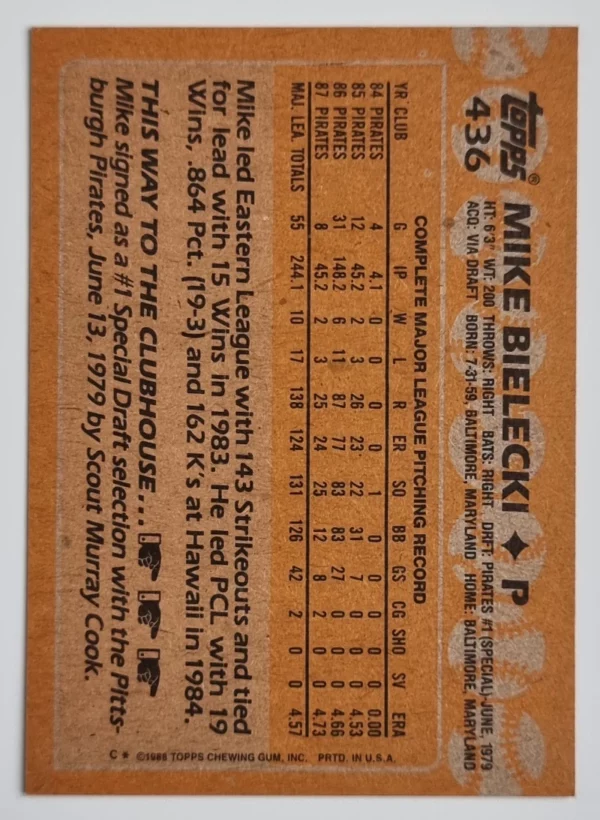 Topps®
436
MIKE BIELECKI ♦ P
HT: 6'3" WT: 200 THROWS: RIGHT BATS: RIGHT DRFT: PIRATES #1 (SPECIAL)-JUNE, 1979
ACQ: VIA DRAFT BORN: 7-31-59, BALTIMORE, MARYLAND HOME: BALTIMORE, MARYLAND
COMPLETE MAJOR LEAGUE PITCHING RECORD
YR CLUB G IP W L R ER SO BB GS CG SHO SV ERA
84 PIRATES 4 4.1 0 0 0 0 1 0 0 0 0 0 0.00
85 PIRATES 12 45.2 2 3 26 23 22 31 7 0 0 0 4.53
86 PIRATES 31 148.2 6 11 87 77 83 83 27 0 0 0 4.66
87 PIRATES 8 45.2 2 3 25 24 25 12 8 2 0 0 4.73
MAJ. LEA. TOTALS 55 244.1 10 17 138 124 131 126 42 2 0 0 4.57
Mike led Eastern League with 143 Strikeouts and tied
for lead with 15 Wins in 1983. He led PCL with 19
Wins, .864 Pct. (19-3) and 162 K's at Hawaii in 1984.
THIS WAY TO THE CLUBHOUSE...
Mike signed as a #1 Special Draft selection with the Pitts-
burgh Pirates, June 13, 1979 by Scout Murray Cook.
C * ©1988 TOPPS CHEWING GUM, INC. PRTD. IN U.S.A.